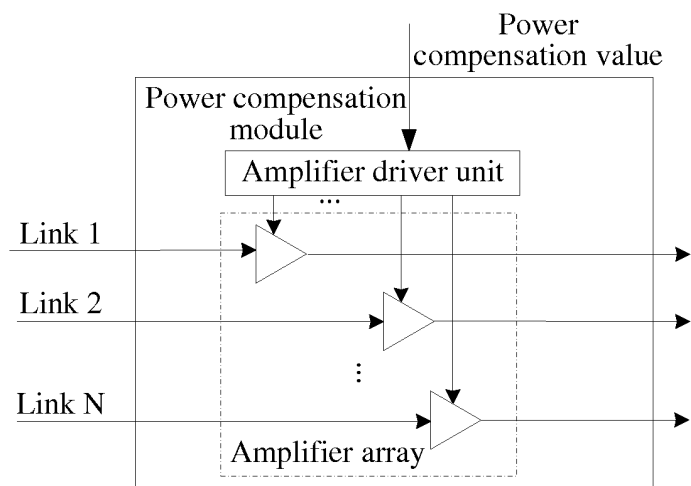 Power
compensation value
Power compensation
module
Amplifier driver unit
...
Link 1
Link 2
...
Link N
Amplifier array